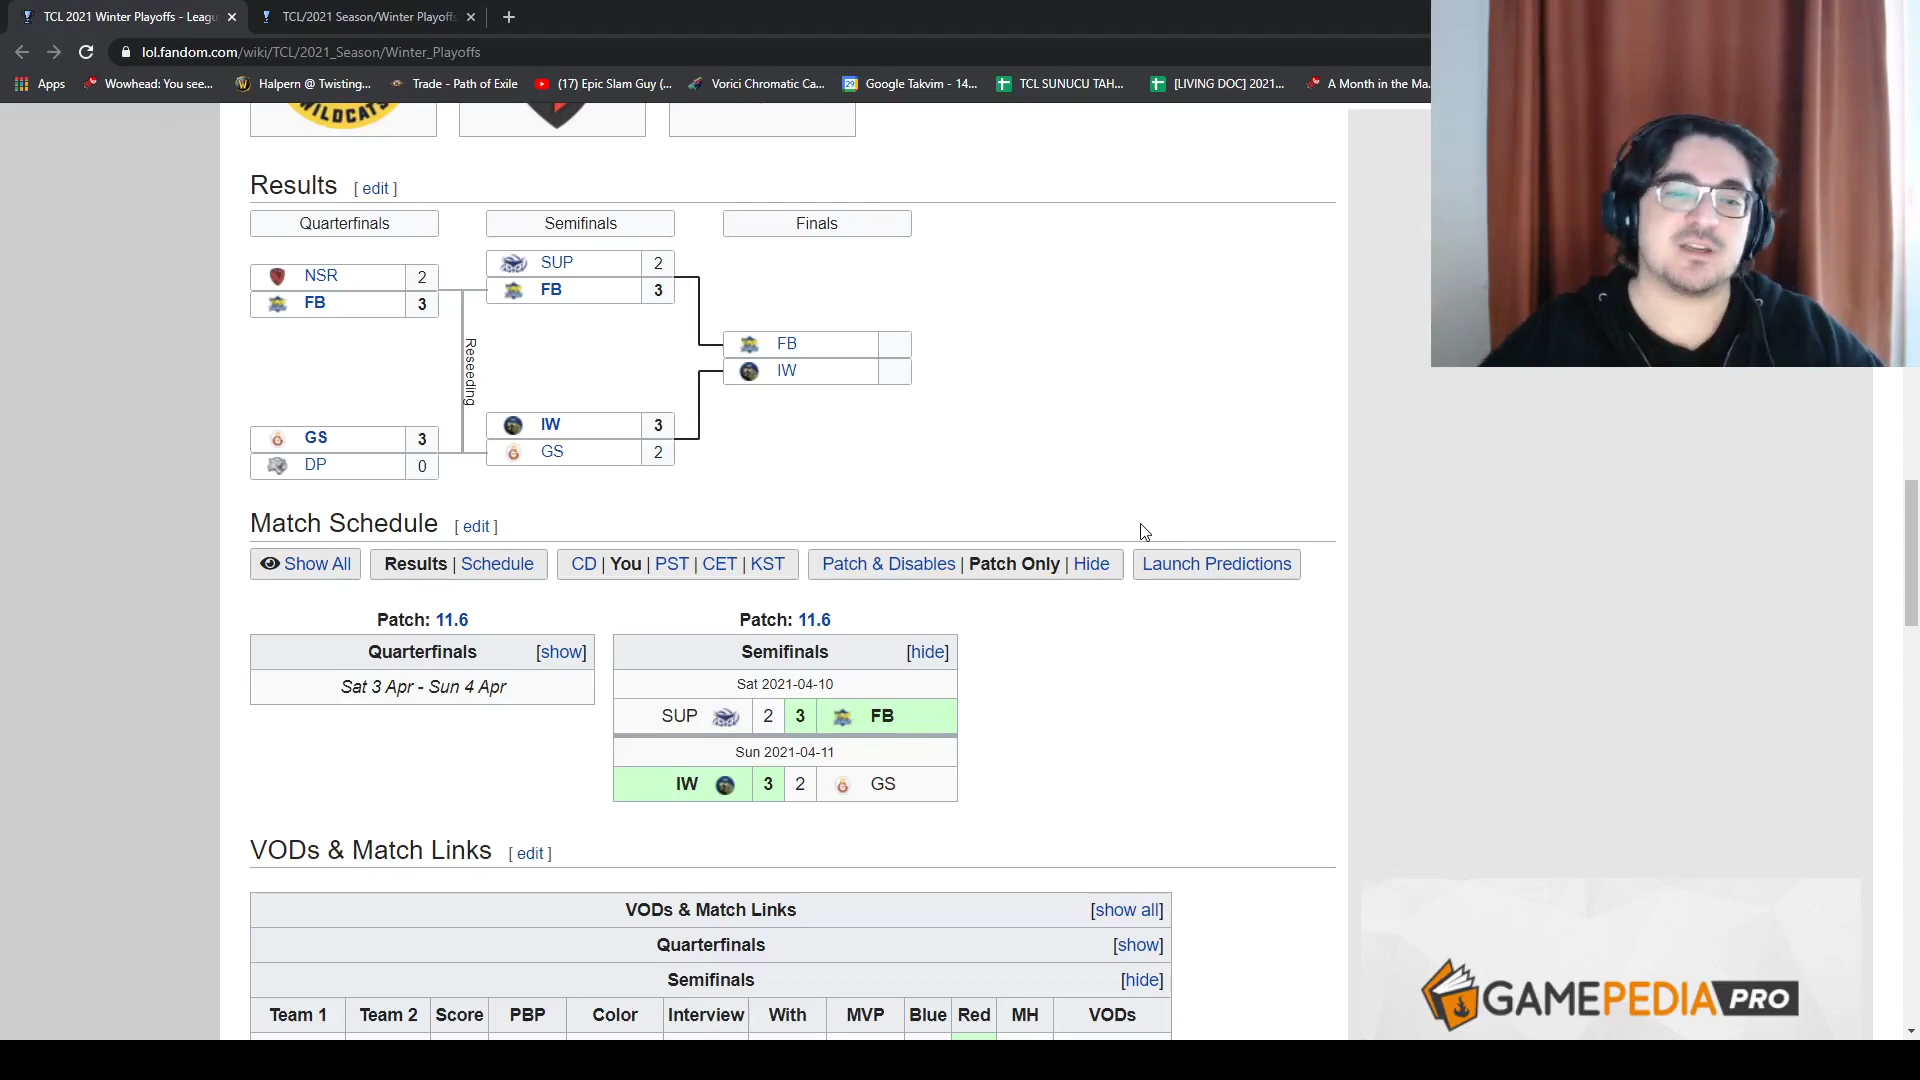 TCL 2021 Winter Playoffs - Leagu
TCL/2021 Season/Winter Playoffs
lol.fandom.com/wiki/TCL/2021_Season/Winter_Playoffs
Apps
Wowhead: You see...
Halpern @ Twisting...
Trade - Path of Exile
(17) Epic Slam Guy (...
Vorici Chromatic Ca...
Google Takvim - 14...
TCL SUNUCU TAH...
[LIVING DOC] 2021...
A Month in the Ma...
WILDCATS
Results [ edit ]
Quarterfinals Semifinals Finals
NSR 2
FB 3
SUP 2
FB 3
Reseeding
FB
IW
GS 3
DP 0
IW 3
GS 2
Match Schedule [ edit ]
Show All Results | Schedule CD | You | PST | CET | KST Patch & Disables | Patch Only | Hide Launch Predictions
Patch: 11.6
Quarterfinals [show]
Sat 3 Apr - Sun 4 Apr
Patch: 11.6
Semifinals [hide]
Sat 2021-04-10
SUP 2 3 FB
Sun 2021-04-11
IW 3 2 GS
VODs & Match Links [ edit ]
VODs & Match Links [show all]
Quarterfinals [show]
Semifinals [hide]
Team 1 Team 2 Score PBP Color Interview With MVP Blue Red MH VODs
GAMEPEDIA PRO